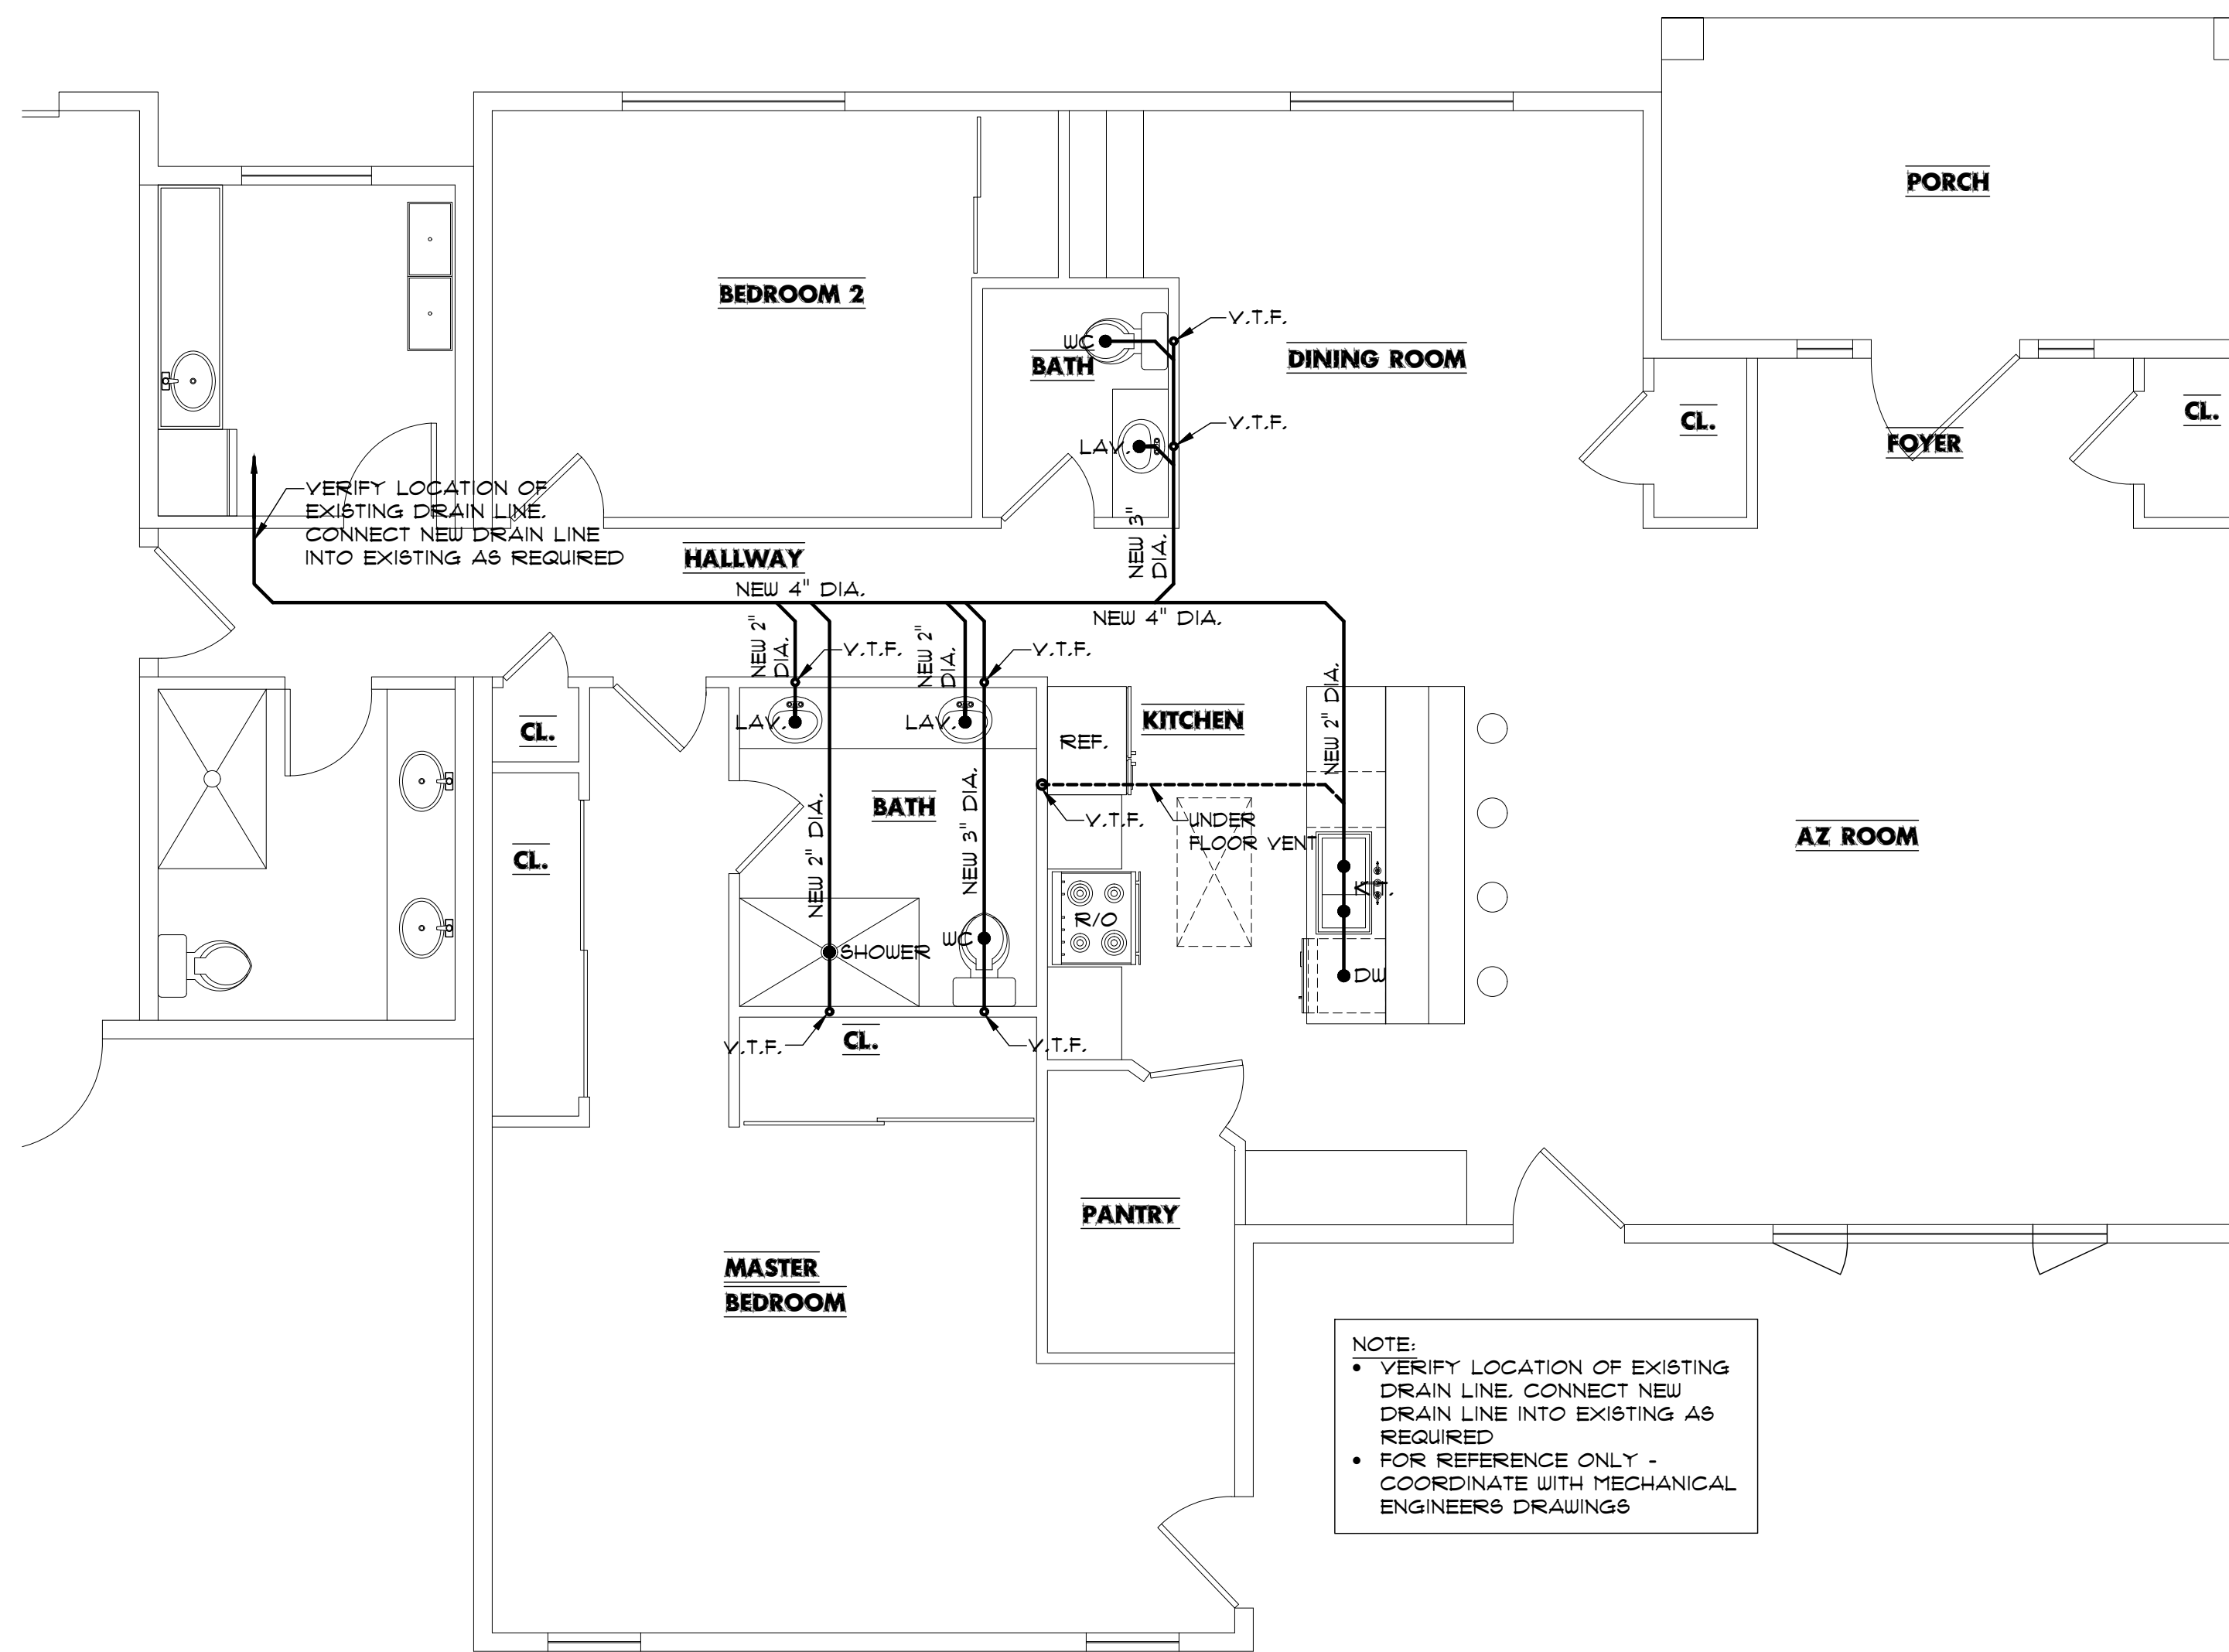 PORCH
BEDROOM 2
V.T.F.
WC
BATH
DINING ROOM
CL.
CL.
V.T.F.
LAV.
FOYER
VERIFY LOCATION OF
EXISTING DRAIN LINE.
CONNECT NEW DRAIN LINE
INTO EXISTING AS REQUIRED
NEW 3"
DIA.
HALLWAY
NEW 4" DIA.
NEW 4" DIA.
NEW 2"
DIA.
V.T.F.
NEW 2"
DIA.
V.T.F.
NEW 2" DIA.
CL.
LAV.
LAV.
REF.
KITCHEN
BATH
NEW 2" DIA.
NEW 3" DIA.
V.T.F.
UNDER
FLOOR VENT
AZ ROOM
CL.
R/O
SHOWER
WC
DW
V.T.F.
CL.
V.T.F.
PANTRY
MASTER
BEDROOM
NOTE:
• VERIFY LOCATION OF EXISTING
DRAIN LINE. CONNECT NEW
DRAIN LINE INTO EXISTING AS
REQUIRED
• FOR REFERENCE ONLY -
COORDINATE WITH MECHANICAL
ENGINEERS DRAWINGS